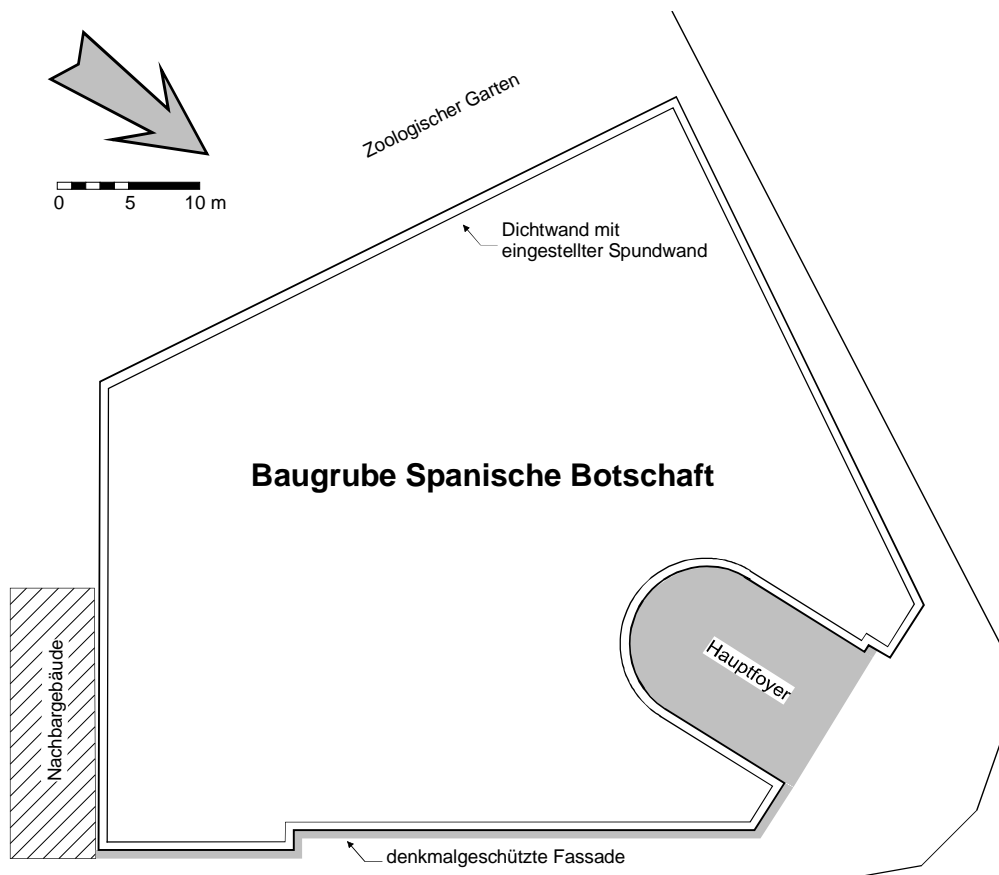 Zoologischer Garten
0 5 10 m
Dichtwand mit
eingestellter Spundwand
Baugrube Spanische Botschaft
Hauptfoyer
Nachbargebäude
denkmalgeschützte Fassade